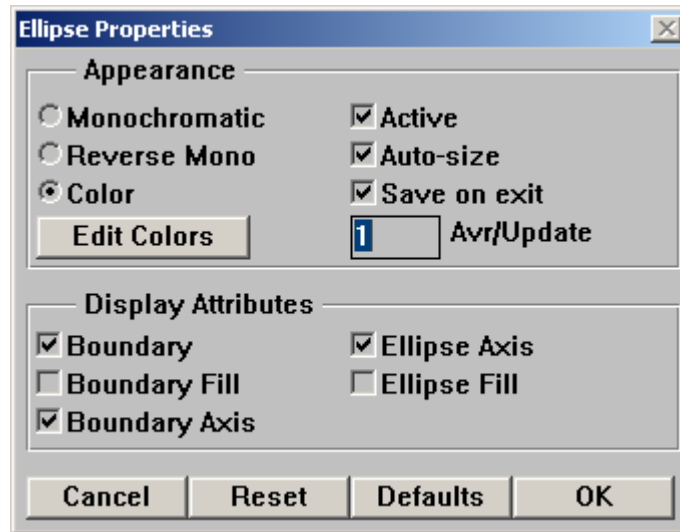 Ellipse Properties
Appearance
Monochromatic
Active
Reverse Mono
Auto-size
Color
Save on exit
Edit Colors
1
Avr/Update
Display Attributes
Boundary
Ellipse Axis
Boundary Fill
Ellipse Fill
Boundary Axis
Cancel
Reset
Defaults
OK